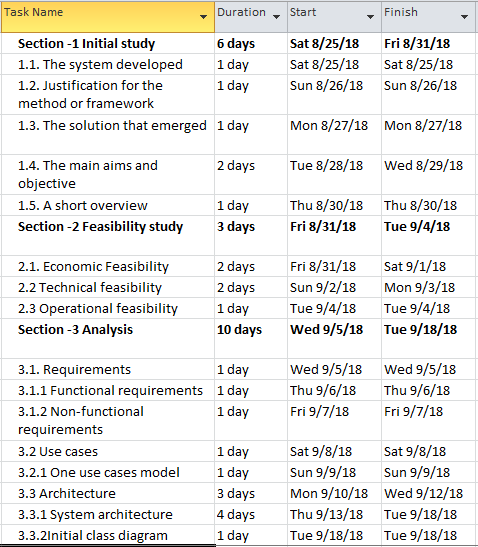 Task Name Duration Start Finish
Section -1 Initial study 6 days Sat 8/25/18 Fri 8/31/18
1.1. The system developed 1 day Sat 8/25/18 Sat 8/25/18
1.2. Justification for the 1 day Sun 8/26/18 Sun 8/26/18
method or framework
1.3. The solution that emerged 1 day Mon 8/27/18 Mon 8/27/18
1.4. The main aims and 2 days Tue 8/28/18 Wed 8/29/18
objective
1.5. A short overview 1 day Thu 8/30/18 Thu 8/30/18
Section -2 Feasibility study 3 days Fri 8/31/18 Tue 9/4/18
2.1. Economic Feasibility 2 days Fri 8/31/18 Sat 9/1/18
2.2 Technical feasibility 2 days Sun 9/2/18 Mon 9/3/18
2.3 Operational feasibility 1 day Tue 9/4/18 Tue 9/4/18
Section -3 Analysis 10 days Wed 9/5/18 Tue 9/18/18
3.1. Requirements 1 day Wed 9/5/18 Wed 9/5/18
3.1.1 Functional requirements 1 day Thu 9/6/18 Thu 9/6/18
3.1.2 Non-functional 1 day Fri 9/7/18 Fri 9/7/18
requirements
3.2 Use cases 1 day Sat 9/8/18 Sat 9/8/18
3.2.1 One use cases model 1 day Sun 9/9/18 Sun 9/9/18
3.3 Architecture 3 days Mon 9/10/18 Wed 9/12/18
3.3.1 System architecture 4 days Thu 9/13/18 Tue 9/18/18
3.3.2Initial class diagram 1 day Tue 9/18/18 Tue 9/18/18